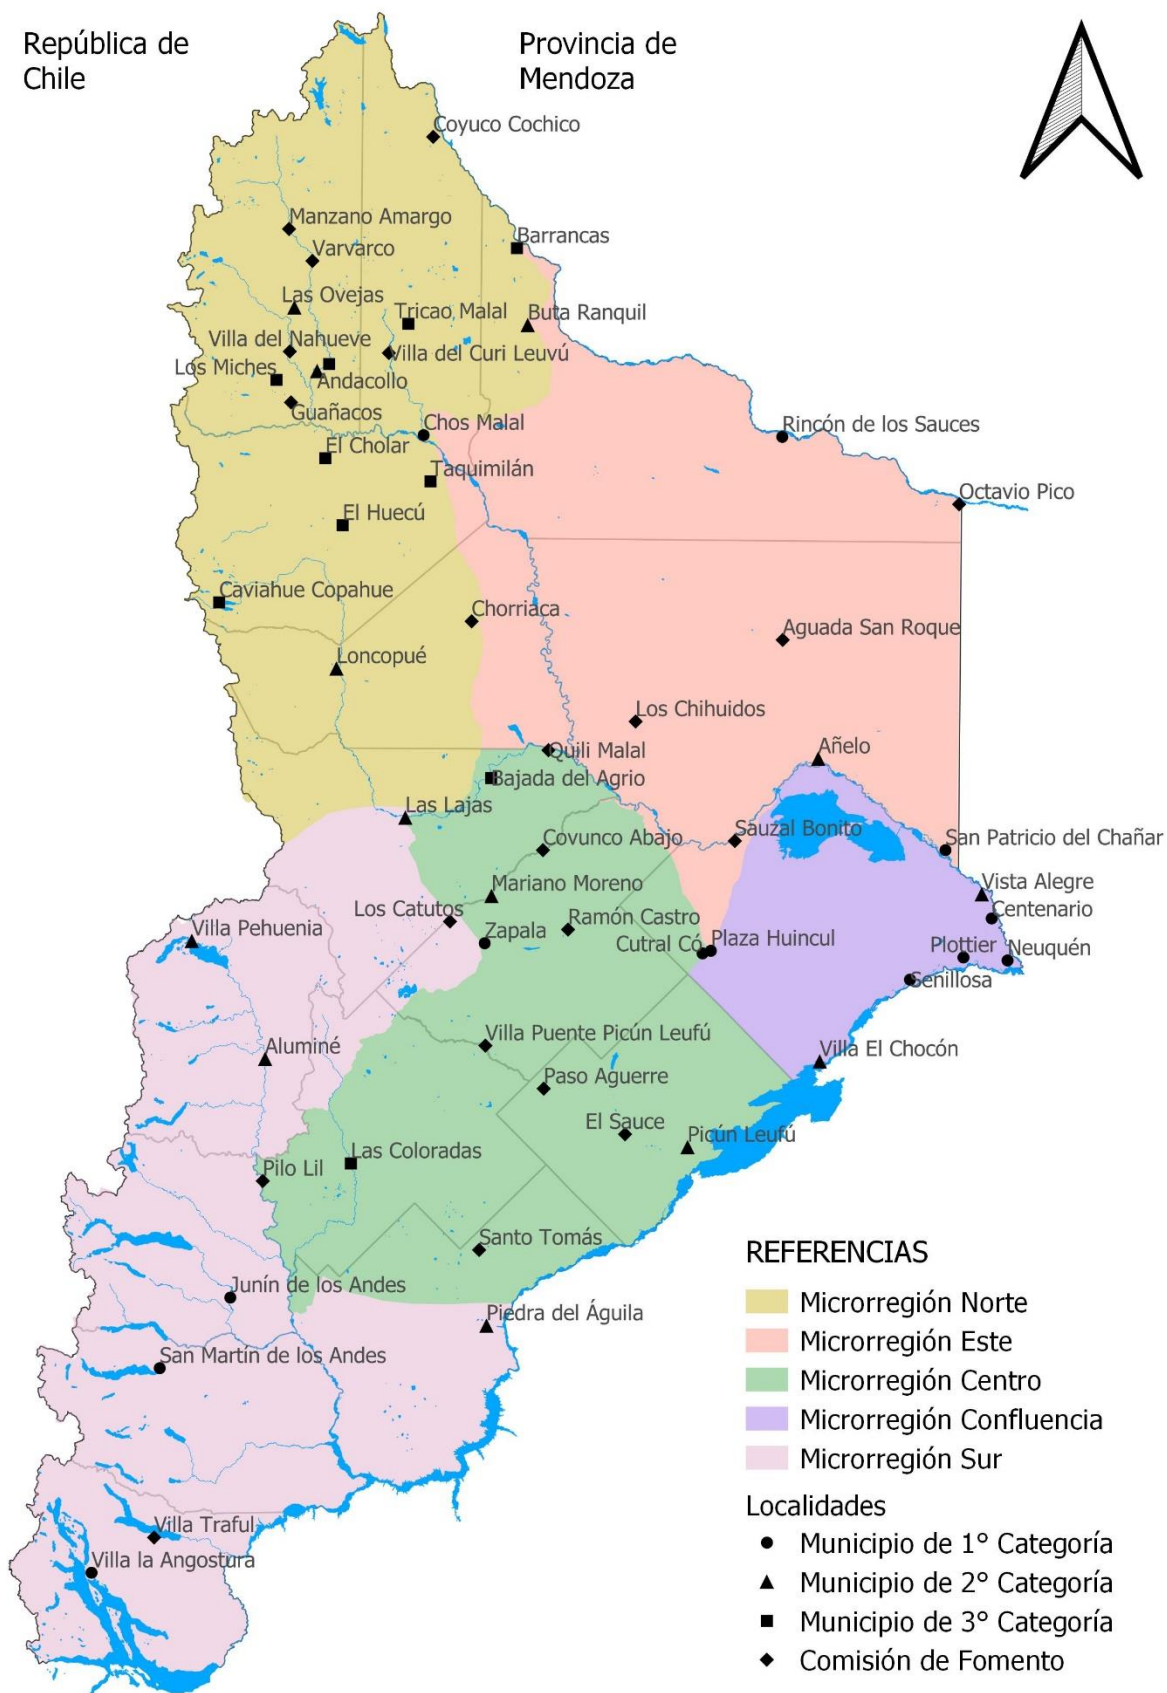 República de
Chile
Provincia de
Mendoza
Coyuco Cochico
Manzano Amargo
Barrancas
Varvarco
Las Ovejas
Tricao Malal
Buta Ranquil
Villa del Nahueve
Villa del Curi Leuvú
Los Miches
Andacollo
Guañacos
Chos Malal
Rincón de los Sauces
El Cholar
Taquimilán
Octavio Pico
El Huecú
Caviahue Copahue
Chorriaca
Aguada San Roque
Loncopué
Los Chihuidos
Quili Malal
Añelo
Bajada del Agrio
Las Lajas
Covunco Abajo
Sauzal Bonito
San Patricio del Chañar
Mariano Moreno
Vista Alegre
Los Catutos
Ramón Castro
Centenario
Villa Pehuenia
Zapala
Cutral Có
Plaza Huincul
Plottier
Neuquén
Senillosa
Aluminé
Villa Puente Picún Leufú
Villa El Chocón
Paso Aguerre
El Sauce
Picún Leufú
Las Coloradas
Pilo Lil
Santo Tomás
Junín de los Andes
Piedra del Águila
San Martín de los Andes
Villa Traful
Villa la Angostura
REFERENCIAS
Microrregión Norte
Microrregión Este
Microrregión Centro
Microrregión Confluencia
Microrregión Sur
Localidades
Municipio de 1° Categoría
Municipio de 2° Categoría
Municipio de 3° Categoría
Comisión de Fomento